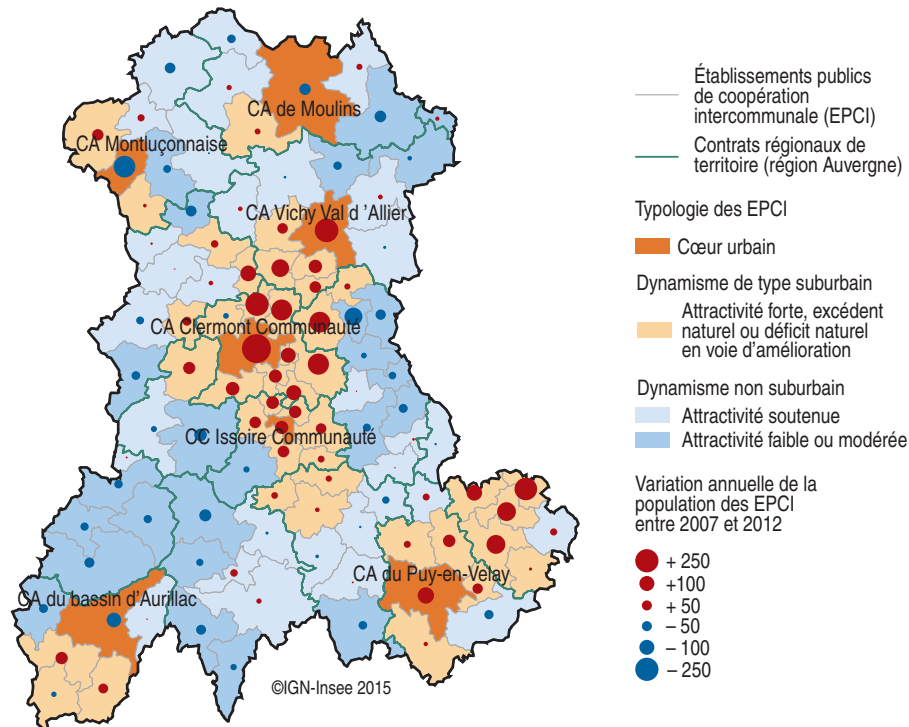 CA de Moulins
CA Montluçonnaise
CA Vichy Val d ’Allier
CA Clermont Communauté
CC Issoire Communauté
CA du Puy-en-Velay
CA du bassin d’Aurillac
©IGN-Insee 2015
Établissements publics
de coopération
intercommunale (EPCI)
Contrats régionaux de
territoire (région Auvergne)
Typologie des EPCI
Cœur urbain
Dynamisme de type suburbain
Attractivité forte, excédent
naturel ou déficit naturel
en voie d’amélioration
Dynamisme non suburbain
Attractivité soutenue
Attractivité faible ou modérée
Variation annuelle de la
population des EPCI
entre 2007 et 2012
+ 250
+100
+ 50
– 50
– 100
– 250